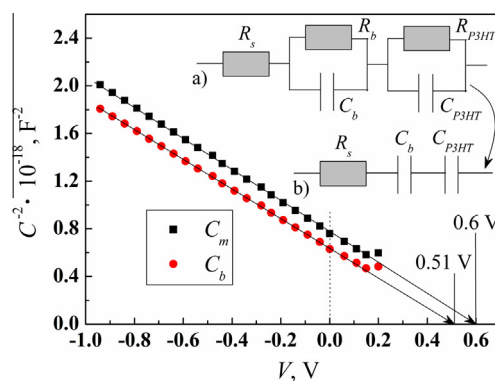 2.4
2.0
1.6
1.2
0.8
0.4
0.0
C⁻² · 10⁻¹⁸, F⁻²
-1.0 -0.8 -0.6 -0.4 -0.2 0.0 0.2 0.4 0.6
V, V
a)
R_s
R_b
R_P3HT
C_b
C_P3HT
b)
R_s
C_b
C_P3HT
0.6 V
0.51 V
C_m
C_b